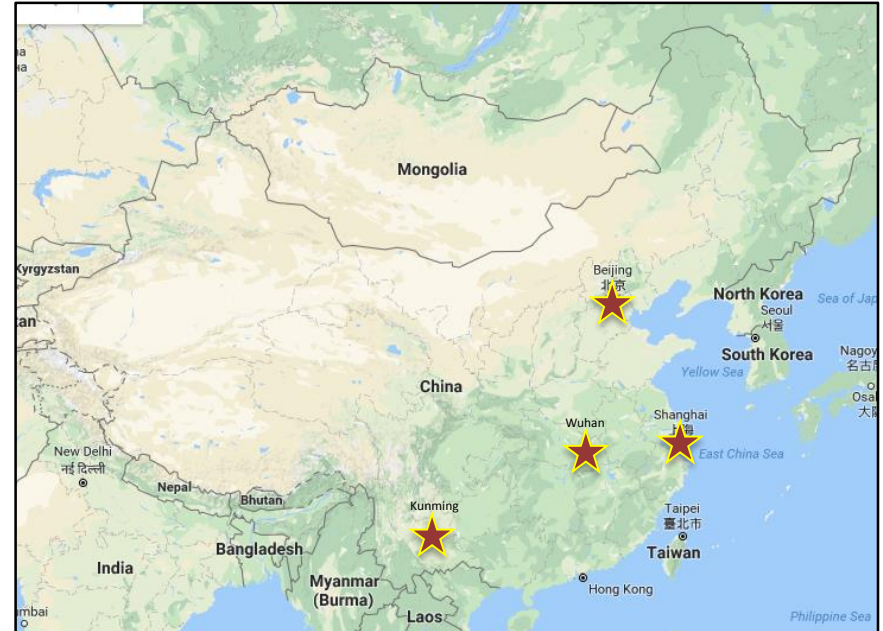 Mongolia
Kyrgyzstan
Beijing
北京
North Korea
Sea of Jap
Seoul
서울
South Korea
Nagoy
名古屋
Yellow Sea
China
Osa
大阪
Shanghai
上海
Wuhan
East China Sea
New Delhi
नई दिल्ली
Nepal
Bhutan
Kunming
Taipei
臺北市
Taiwan
Bangladesh
India
Myanmar
(Burma)
Hong Kong
Laos
Philippine Sea